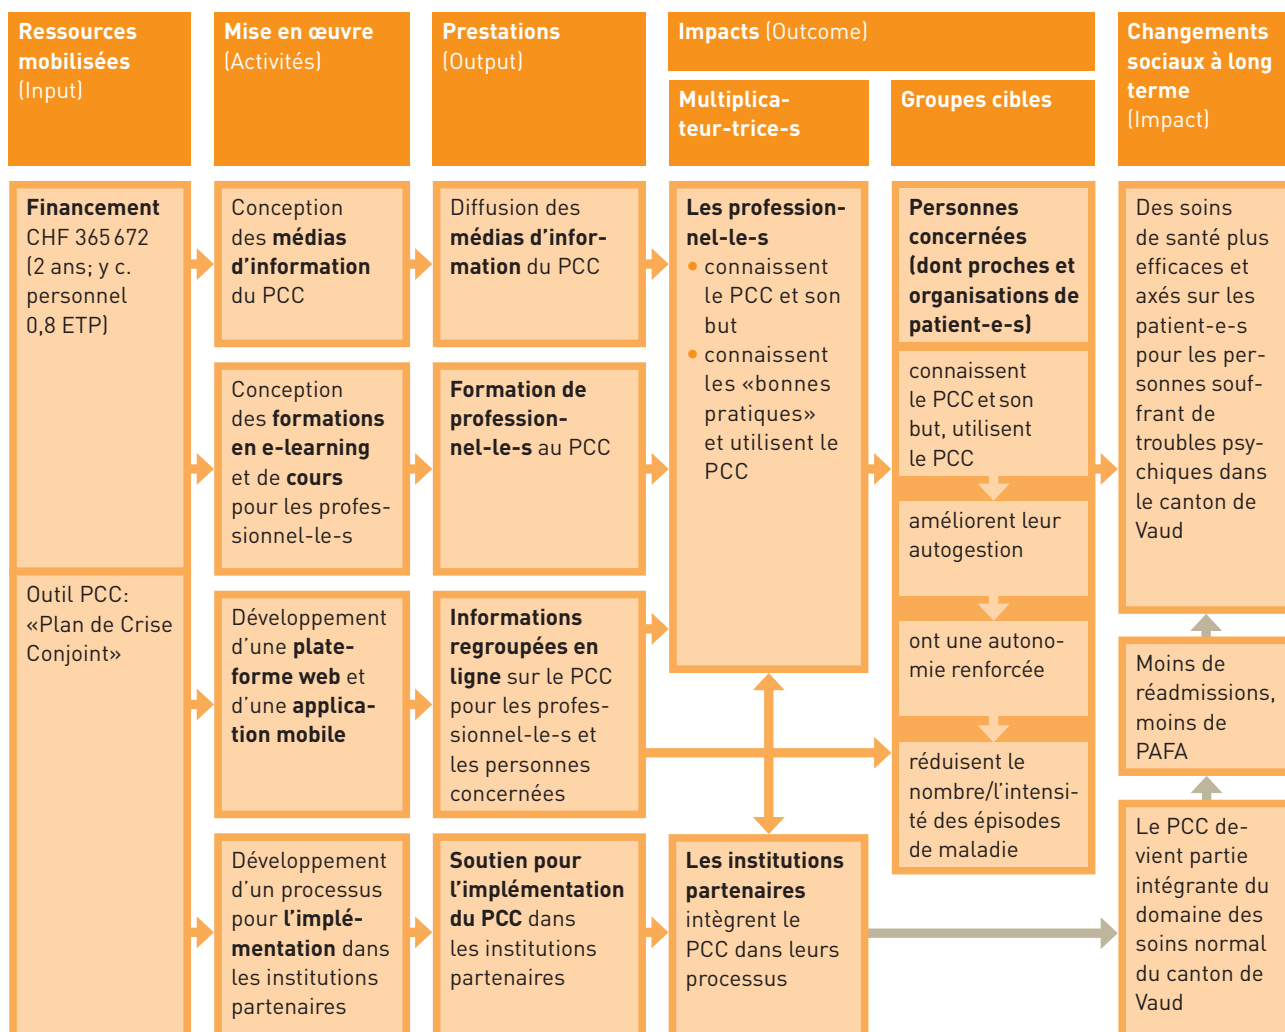 Ressources
mobilisées
(Input)
Mise en œuvre
(Activités)
Prestations
(Output)
Impacts (Outcome)
Multiplica-
teur-trice-s
Groupes cibles
Changements
sociaux à long
terme
(Impact)
Financement
CHF 365 672
(2 ans; y c.
personnel
0,8 ETP)
Outil PCC:
«Plan de Crise
Conjoint»
Conception
des médias
d’information
du PCC
Conception
des formations
en e-learning
et de cours
pour les profes-
sionnel-le-s
Développement
d’une plate-
forme web et
d’une applica-
tion mobile
Développement
d’un processus
pour l’implé-
mentation dans
les institutions
partenaires
Diffusion des
médias d’infor-
mation du PCC
Formation de
profession-
nel-le-s au PCC
Informations
regroupées en
ligne sur le PCC
pour les profes-
sionnel-le-s et
les personnes
concernées
Soutien pour
l’implémentation
du PCC dans
les institutions
partenaires
Les profession-
nel-le-s
• connaissent
le PCC et son
but
• connaissent
les «bonnes
pratiques»
et utilisent le
PCC
Les institutions
partenaires
intègrent le
PCC dans leurs
processus
Personnes
concernées
(dont proches et
organisations de
patient-e-s)
connaissent
le PCC et son
but, utilisent
le PCC
améliorent leur
autogestion
ont une autono-
mie renforcée
réduisent le
nombre/l’intensi-
té des épisodes
de maladie
Des soins
de santé plus
efficaces et
axés sur les
patient-e-s
pour les per-
sonnes souf-
frant de
troubles psy-
chiques dans
le canton de
Vaud
Moins de
réadmissions,
moins de
PAFA
Le PCC de-
vient partie
intégrante du
domaine des
soins normal
du canton de
Vaud